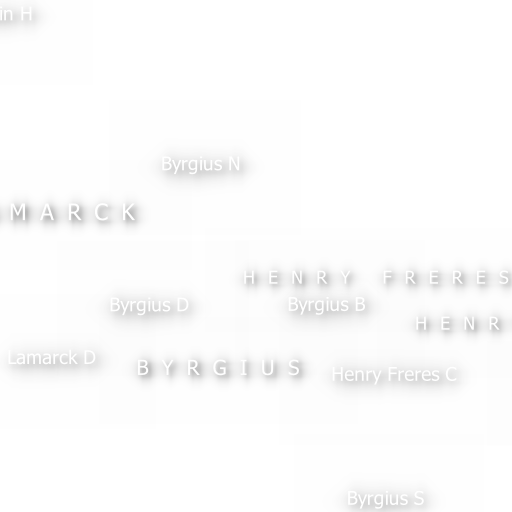 in H
Byrgius N
MARCK
HENRY FRERES
Byrgius D
Byrgius B
HENR
Lamarck D
BYRGIUS
Henry Freres C
Byrgius S